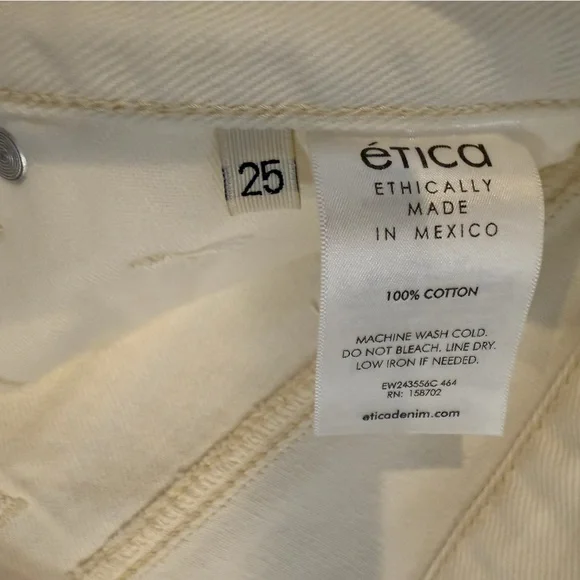 25
éTica
ETHICALLY
MADE
IN MEXICO
100% COTTON
MACHINE WASH COLD.
DO NOT BLEACH. LINE DRY.
LOW IRON IF NEEDED.
EW243556C 464
RN: 158702
eticadenim.com